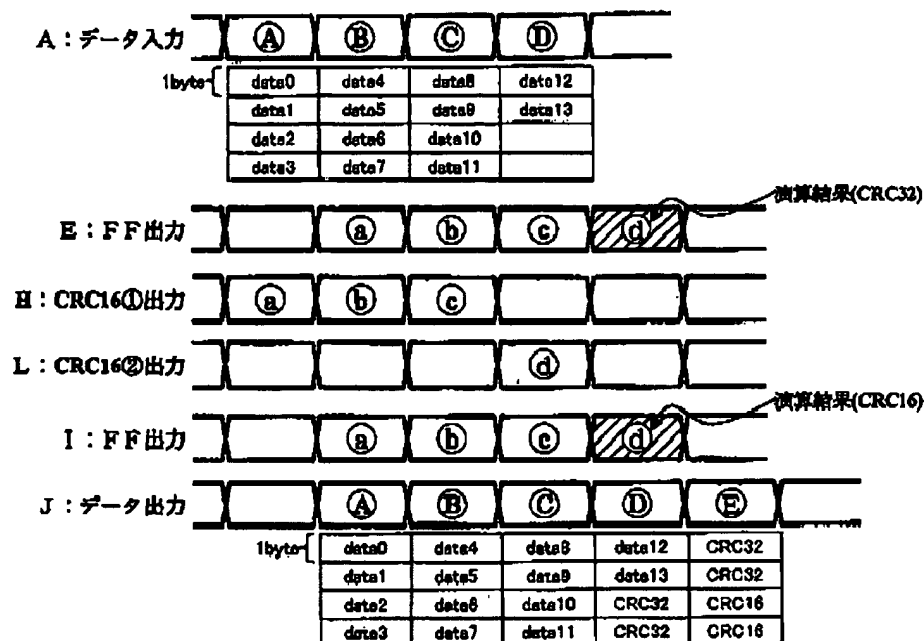 A：データ入力 Ⓐ Ⓑ Ⓒ Ⓓ
1byte data0 data4 data8 data12
data1 data5 data9 data13
data2 data6 data10
data3 data7 data11
演算結果(CRC32)
E：FF出力 ⓐ ⓑ ⓒ ⓓ
H：CRC16①出力 ⓐ ⓑ ⓒ
L：CRC16②出力 ⓓ
演算結果(CRC16)
I：FF出力 ⓐ ⓑ ⓒ ⓓ
J：データ出力 Ⓐ Ⓑ Ⓒ Ⓓ Ⓔ
1byte data0 data4 data8 data12 CRC32
data1 data5 data9 data13 CRC32
data2 data6 data10 CRC32 CRC16
data3 data7 data11 CRC32 CRC16